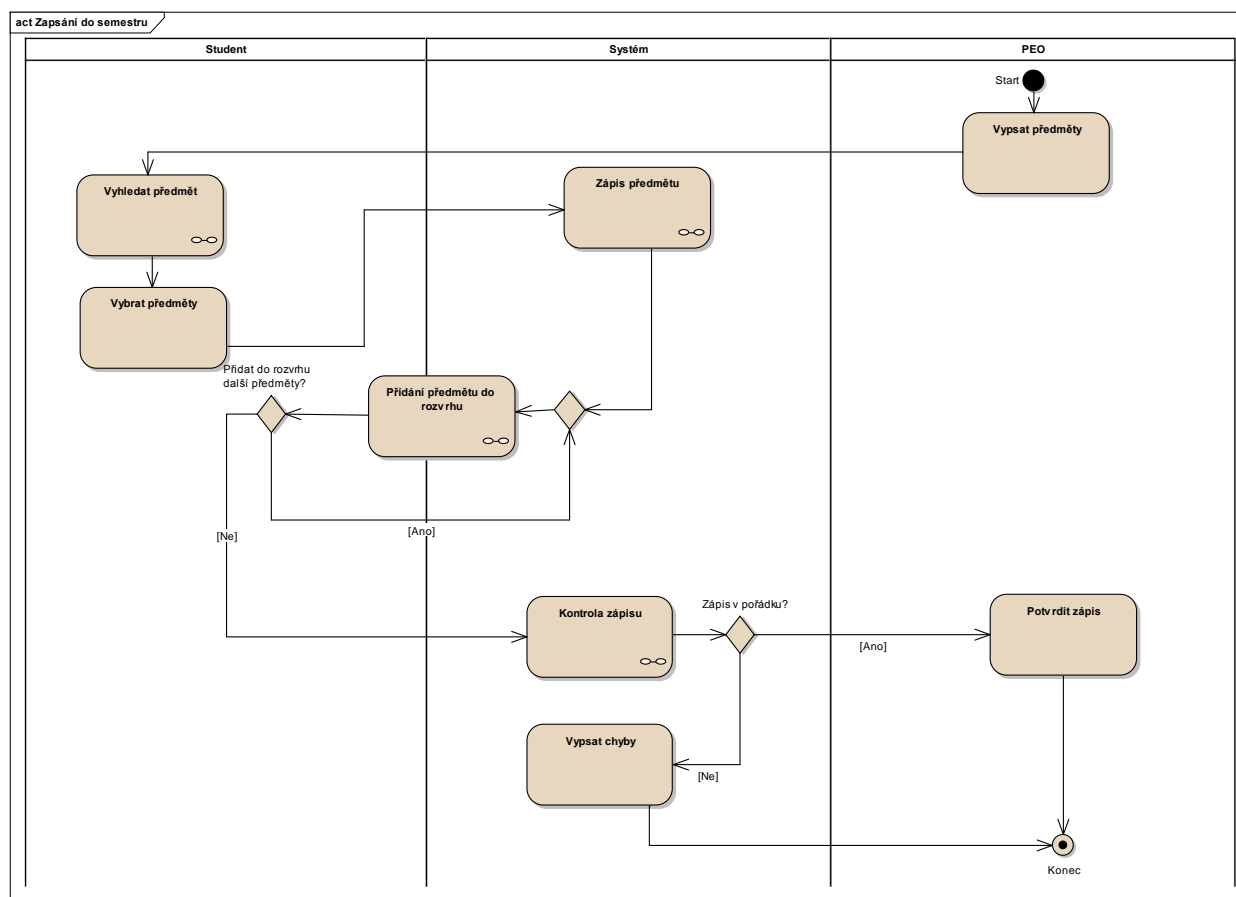 act Zapsání do semestru
Student
Systém
PEO
Start
Vypsat předměty
Vyhledat předmět
Zápis předmětu
Vybrat předměty
Přidat do rozvrhu
další předměty?
Přídání předmětu do
rozvrhu
[Ano]
[Ne]
Kontrola zápisu
Zápis v pořádku?
Potvrdit zápis
[Ano]
Vypsat chyby
[Ne]
Konec